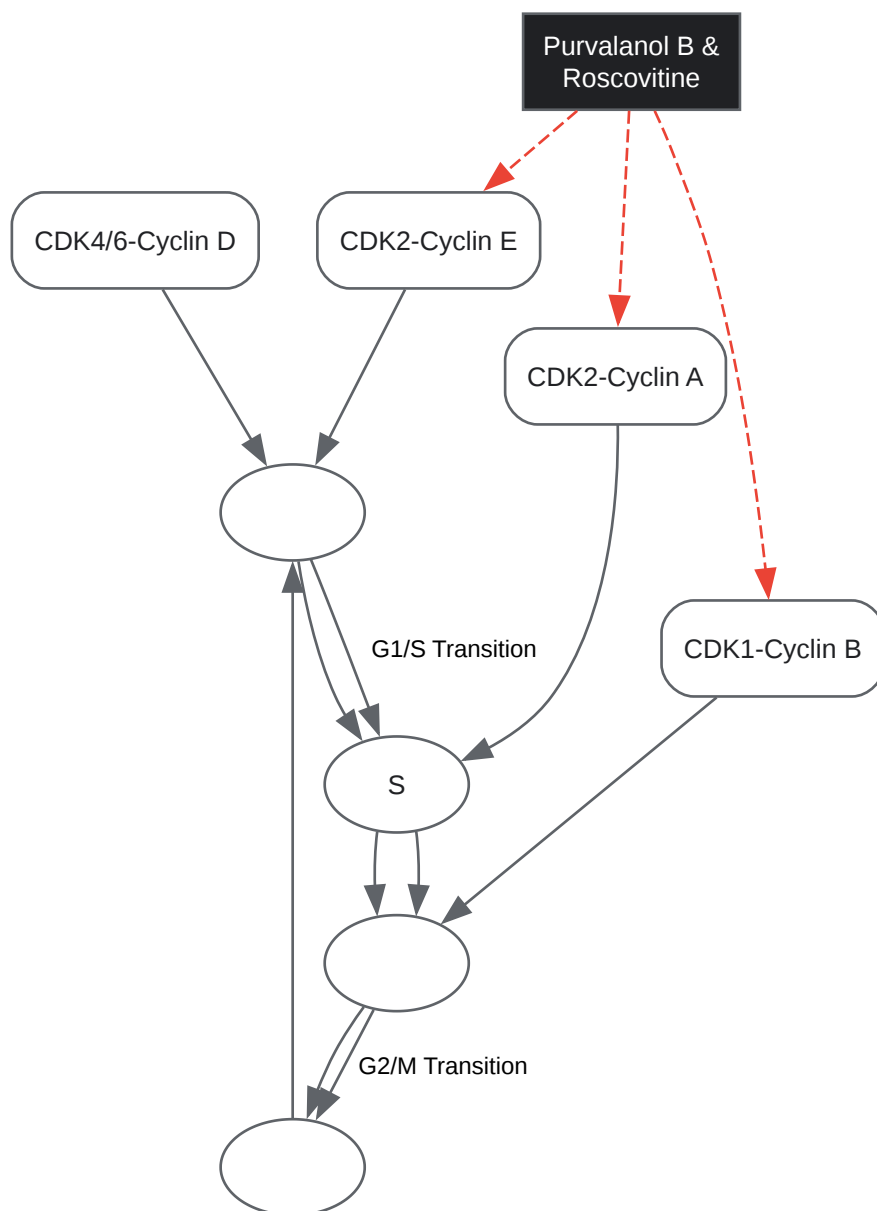 Purvalanol B &
Roscovitine
CDK4/6-Cyclin D
CDK2-Cyclin E
CDK2-Cyclin A
G1/S Transition
CDK1-Cyclin B
S
G2/M Transition